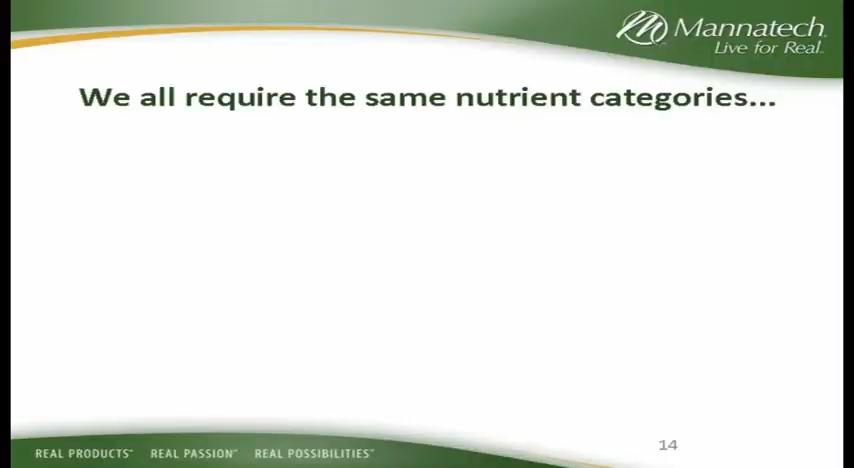 Mannatech
Live for Real
We all require the same nutrient categories...
14
REAL PRODUCTS™ REAL PASSION™ REAL POSSIBILITIES™